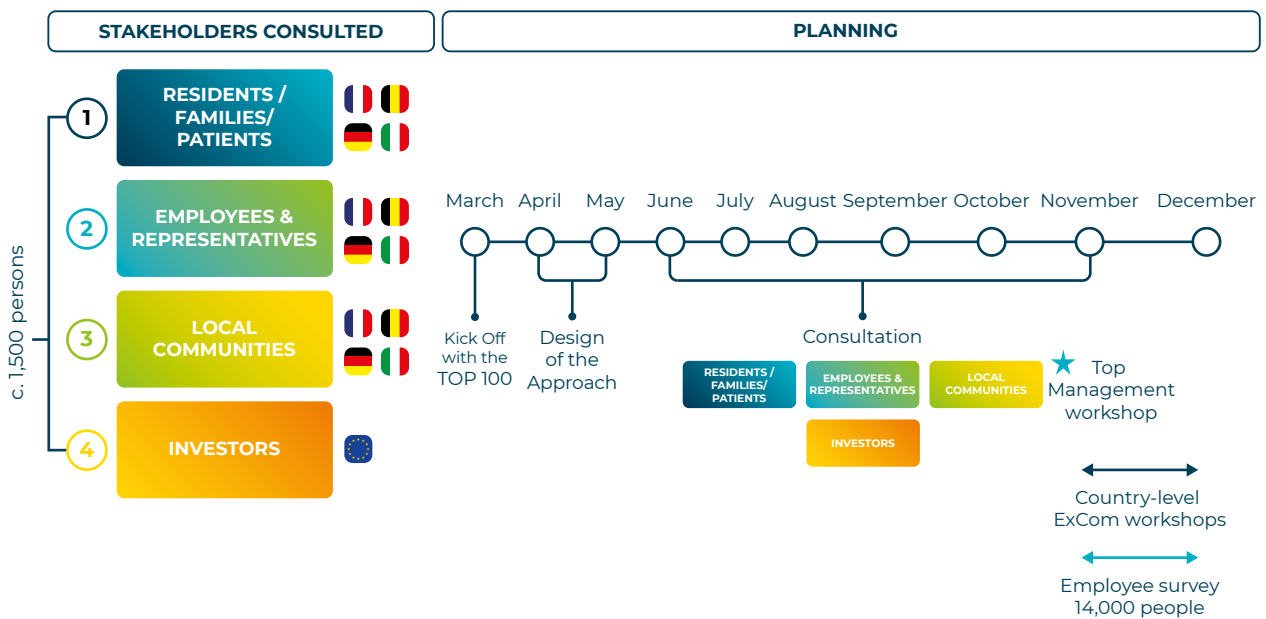 STAKEHOLDERS CONSULTED
PLANNING
c. 1,500 persons
1
RESIDENTS /
FAMILIES/
PATIENTS
2
EMPLOYEES &
REPRESENTATIVES
3
LOCAL
COMMUNITIES
4
INVESTORS
March April May June July August September October November December
Kick Off
with the
TOP 100
Design
of the
Approach
Consultation
RESIDENTS /
FAMILIES/
PATIENTS
EMPLOYEES &
REPRESENTATIVES
LOCAL
COMMUNITIES
INVESTORS
Top
Management
workshop
Country-level
ExCom workshops
Employee survey
14,000 people